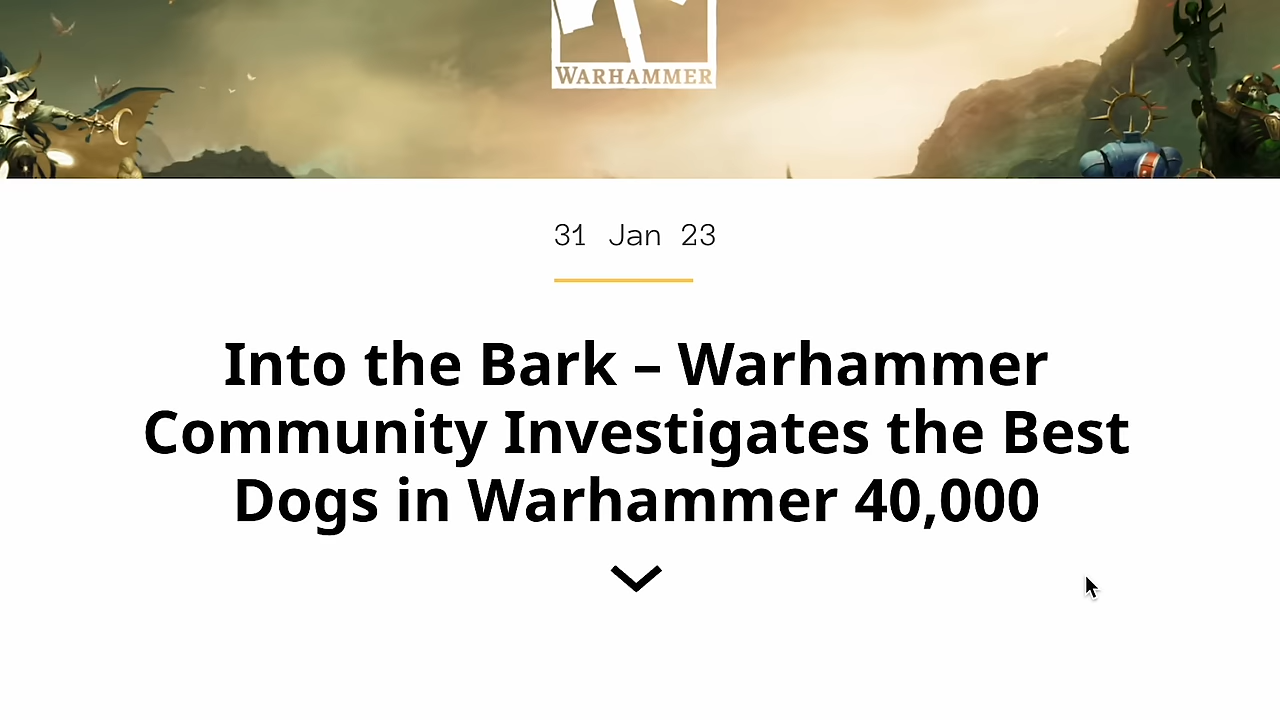 WARHAMMER
31 Jan 23
Into the Bark – Warhammer
Community Investigates the Best
Dogs in Warhammer 40,000